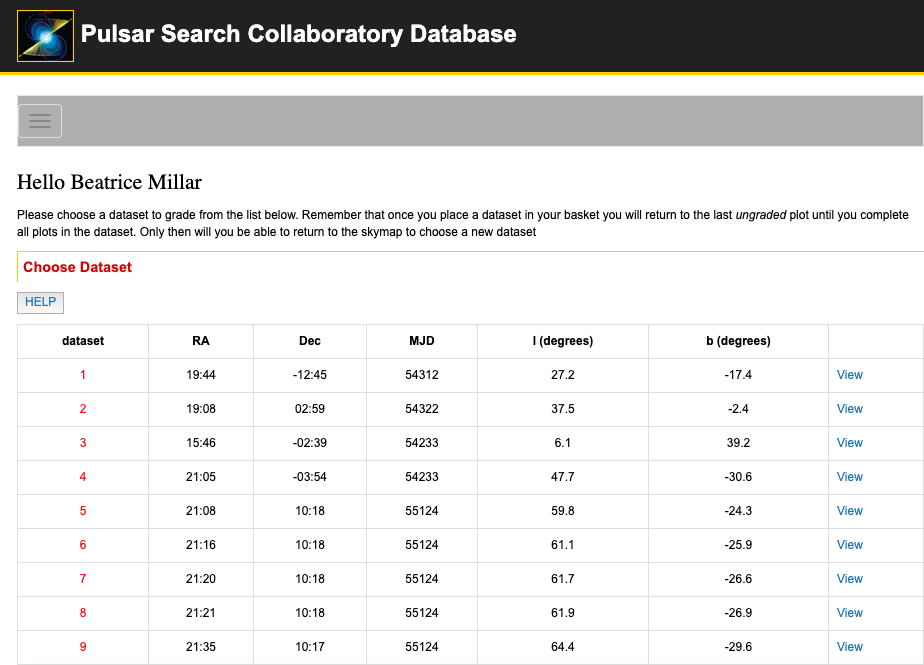 Pulsar Search Collaboratory Database
Hello Beatrice Millar
Please choose a dataset to grade from the list below. Remember that once you place a dataset in your basket you will return to the last ungraded plot until you complete
all plots in the dataset. Only then will you be able to return to the skymap to choose a new dataset
Choose Dataset
HELP
dataset RA Dec MJD l (degrees) b (degrees)
1 19:44 -12:45 54312 27.2 -17.4 View
2 19:08 02:59 54322 37.5 -2.4 View
3 15:46 -02:39 54233 6.1 39.2 View
4 21:05 -03:54 54233 47.7 -30.6 View
5 21:08 10:18 55124 59.8 -24.3 View
6 21:16 10:18 55124 61.1 -25.9 View
7 21:20 10:18 55124 61.7 -26.6 View
8 21:21 10:18 55124 61.9 -26.9 View
9 21:35 10:17 55124 64.4 -29.6 View